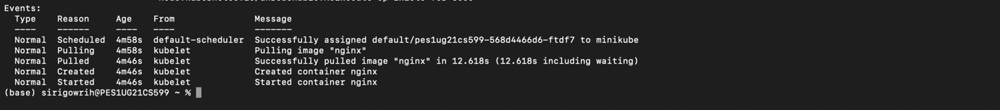 Events:
  Type    Reason     Age    From               Message
  ----    ------     ----   ----               -------
  Normal  Scheduled  4m58s  default-scheduler  Successfully assigned default/pes1ug21cs599-568d4466d6-ftdf7 to minikube
  Normal  Pulling    4m58s  kubelet            Pulling image "nginx"
  Normal  Pulled     4m46s  kubelet            Successfully pulled image "nginx" in 12.618s (12.618s including waiting)
  Normal  Created    4m46s  kubelet            Created container nginx
  Normal  Started    4m46s  kubelet            Started container nginx
(base) sirigowrih@PES1UG21CS599 ~ %